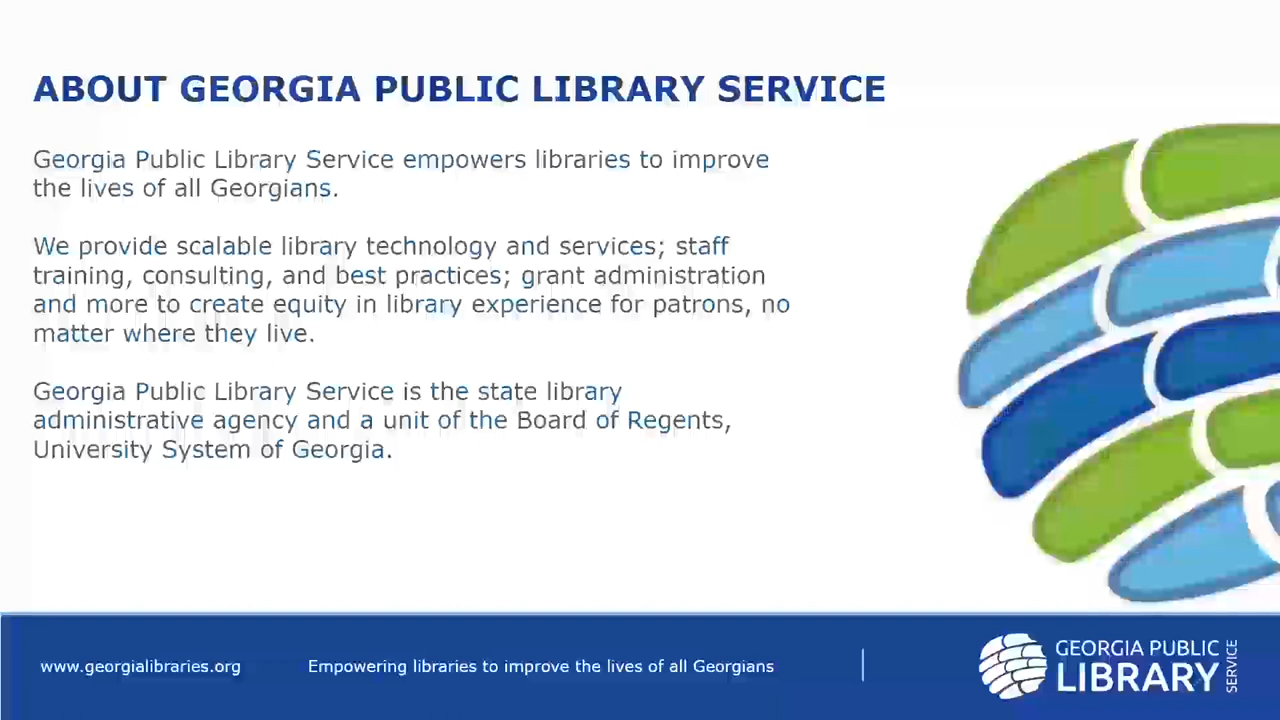 ABOUT GEORGIA PUBLIC LIBRARY SERVICE
Georgia Public Library Service empowers libraries to improve
the lives of all Georgians.
We provide scalable library technology and services; staff
training, consulting, and best practices; grant administration
and more to create equity in library experience for patrons, no
matter where they live.
Georgia Public Library Service is the state library
administrative agency and a unit of the Board of Regents,
University System of Georgia.
www.georgialibraries.org
Empowering libraries to improve the lives of all Georgians
GEORGIA PUBLIC
LIBRARY
SERVICE